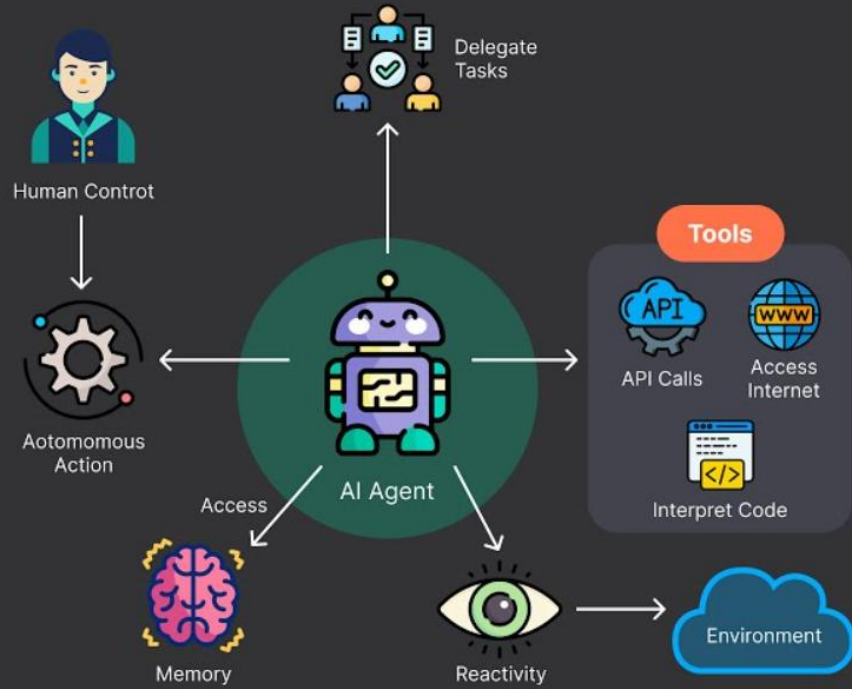 Delegate
Tasks
Human Controt
Tools
API
WWW
API Calls
Access
Internet
Aotomomous
Action
AI Agent
Access
</>
Interpret Code
Memory
Reactivity
Environment